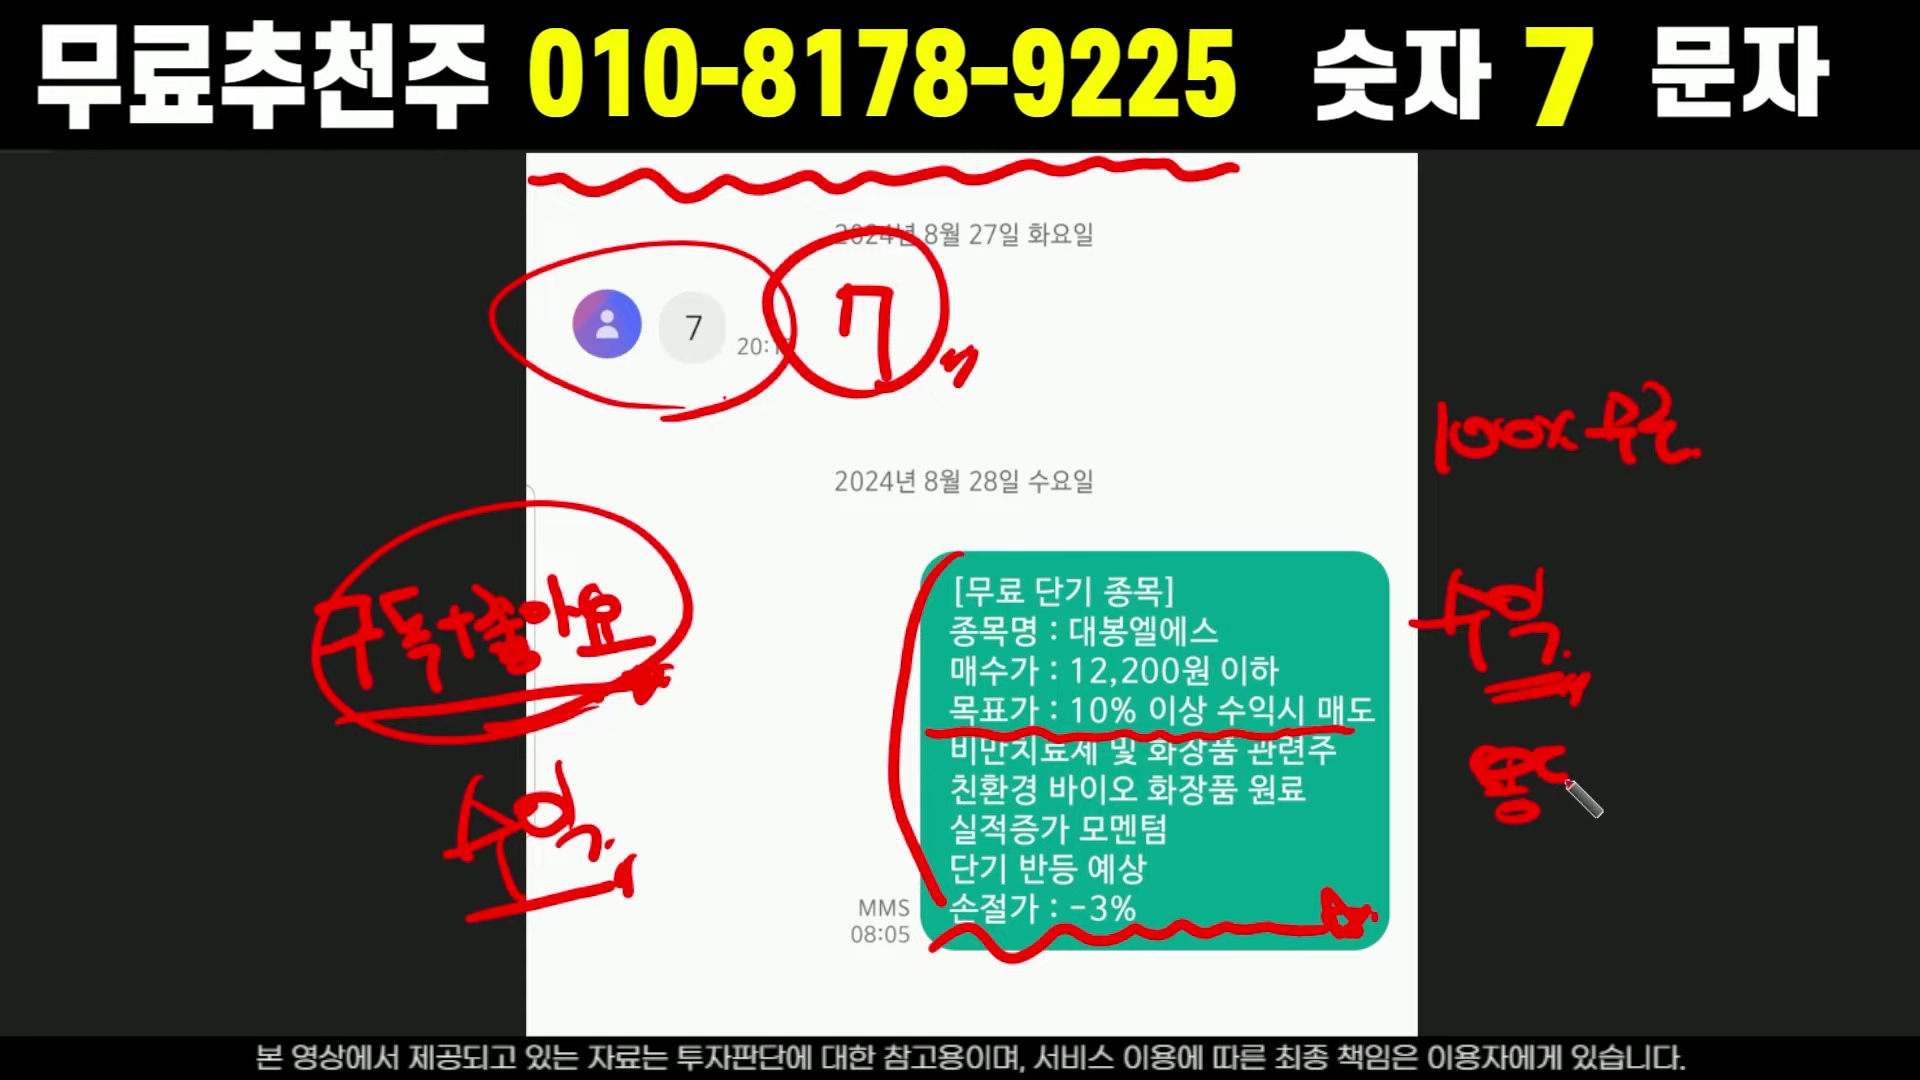 무료추천주 010-8178-9225 숫자 7 문자
2024년 8월 27일 화요일
7
7
100% 무료
2024년 8월 28일 수요일
구독+좋아요
수익
수익
[무료 단기 종목]
종목명 : 대봉엘에스
매수가 : 12,200원 이하
목표가 : 10% 이상 수익시 매도
비만치료제 및 화장품 관련주
친환경 바이오 화장품 원료
실적증가 모멘텀
단기 반등 예상
손절가 : -3%
MMS
08:05
본 영상에서 제공되고 있는 자료는 투자판단에 대한 참고용이며, 서비스 이용에 따른 최종 책임은 이용자에게 있습니다.